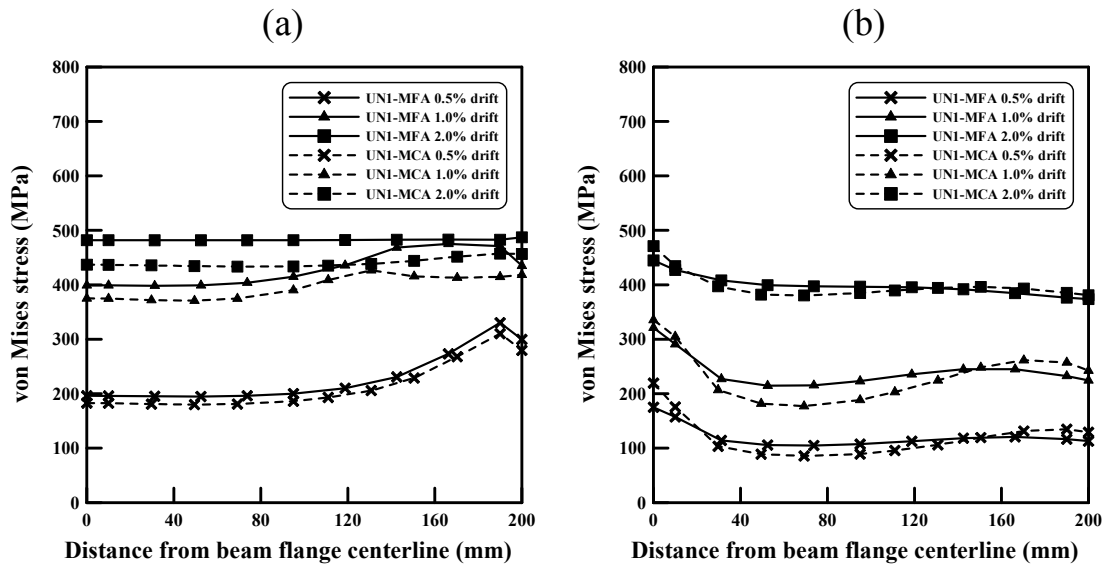 (a)
800
700
600
500
400
300
200
100
0
von Mises stress (MPa)
UN1-MFA 0.5% drift
UN1-MFA 1.0% drift
UN1-MFA 2.0% drift
UN1-MCA 0.5% drift
UN1-MCA 1.0% drift
UN1-MCA 2.0% drift
0 40 80 120 160 200
Distance from beam flange centerline (mm)
(b)
800
700
600
500
400
300
200
100
0
von Mises stress (MPa)
UN1-MFA 0.5% drift
UN1-MFA 1.0% drift
UN1-MFA 2.0% drift
UN1-MCA 0.5% drift
UN1-MCA 1.0% drift
UN1-MCA 2.0% drift
0 40 80 120 160 200
Distance from beam flange centerline (mm)